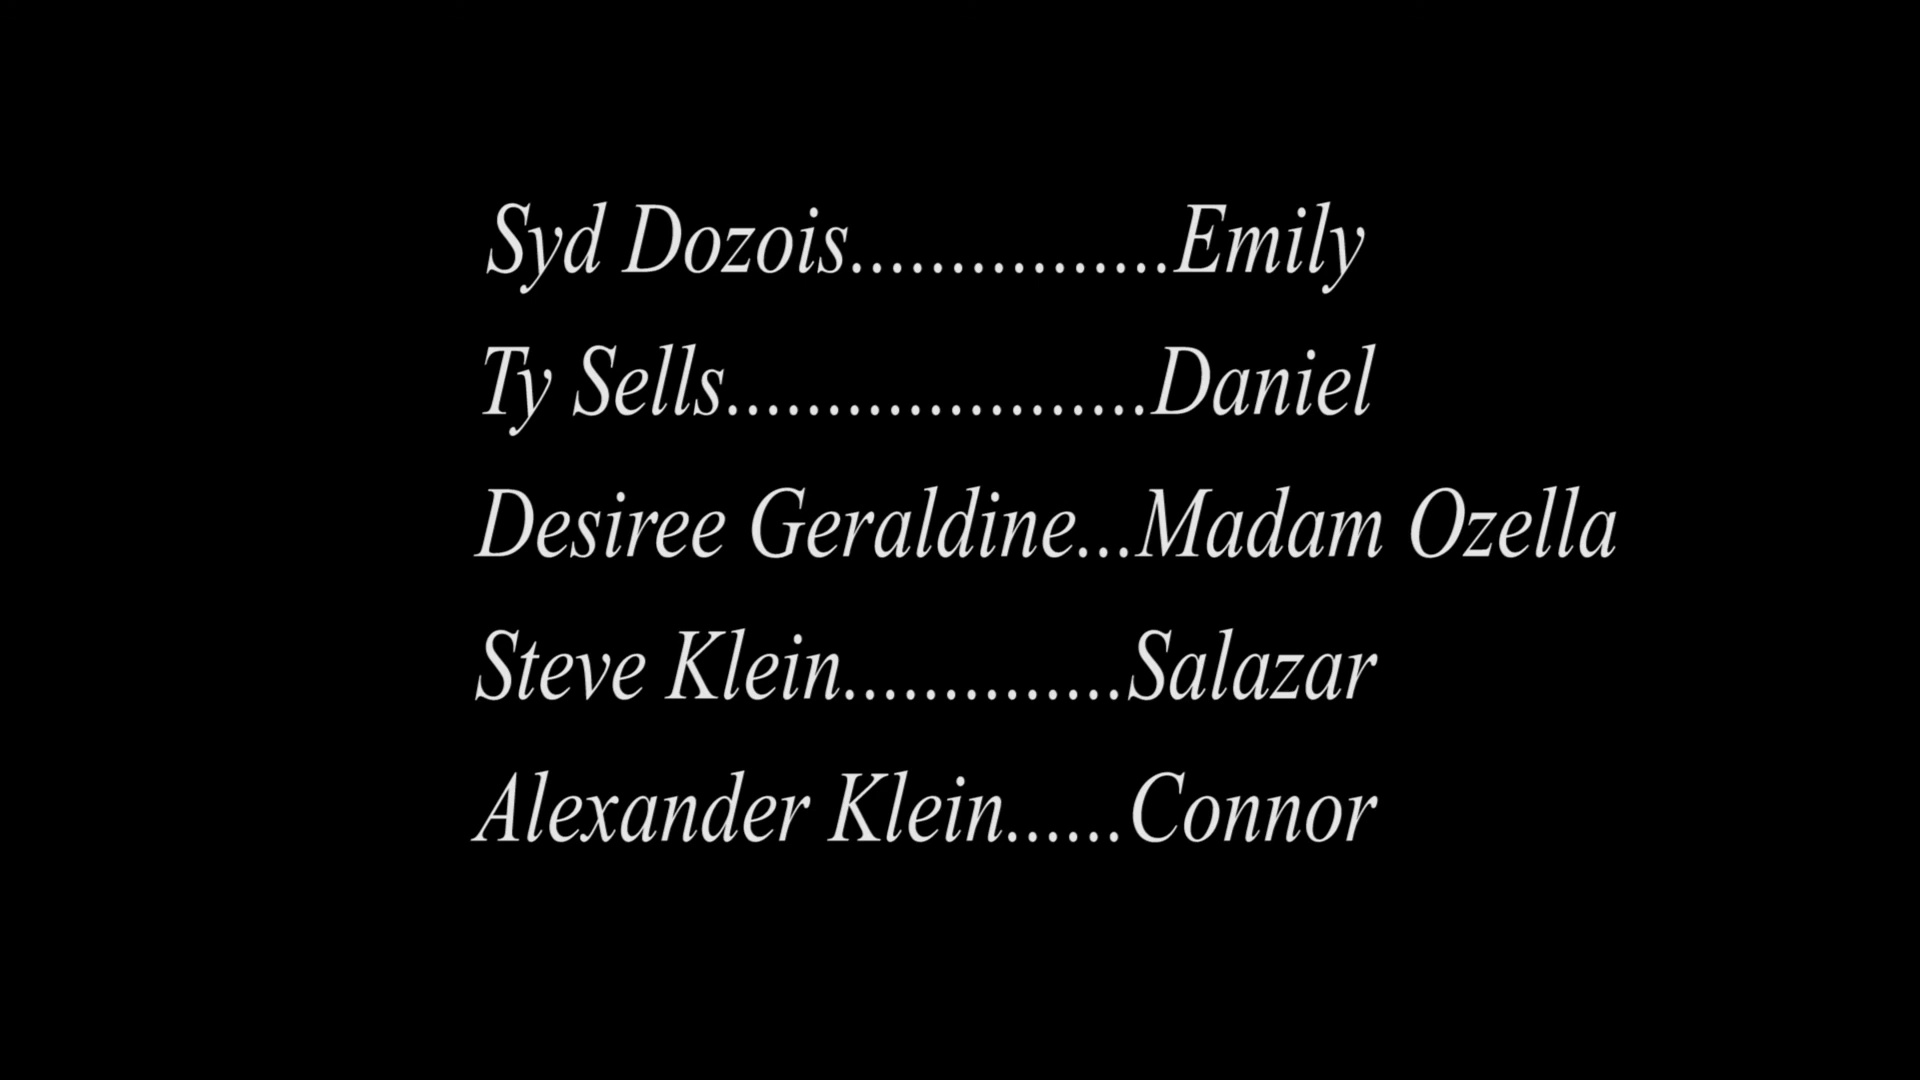 Syd Dozois................Emily
Ty Sells.....................Daniel
Desiree Geraldine...Madam Ozella
Steve Klein..............Salazar
Alexander Klein......Connor